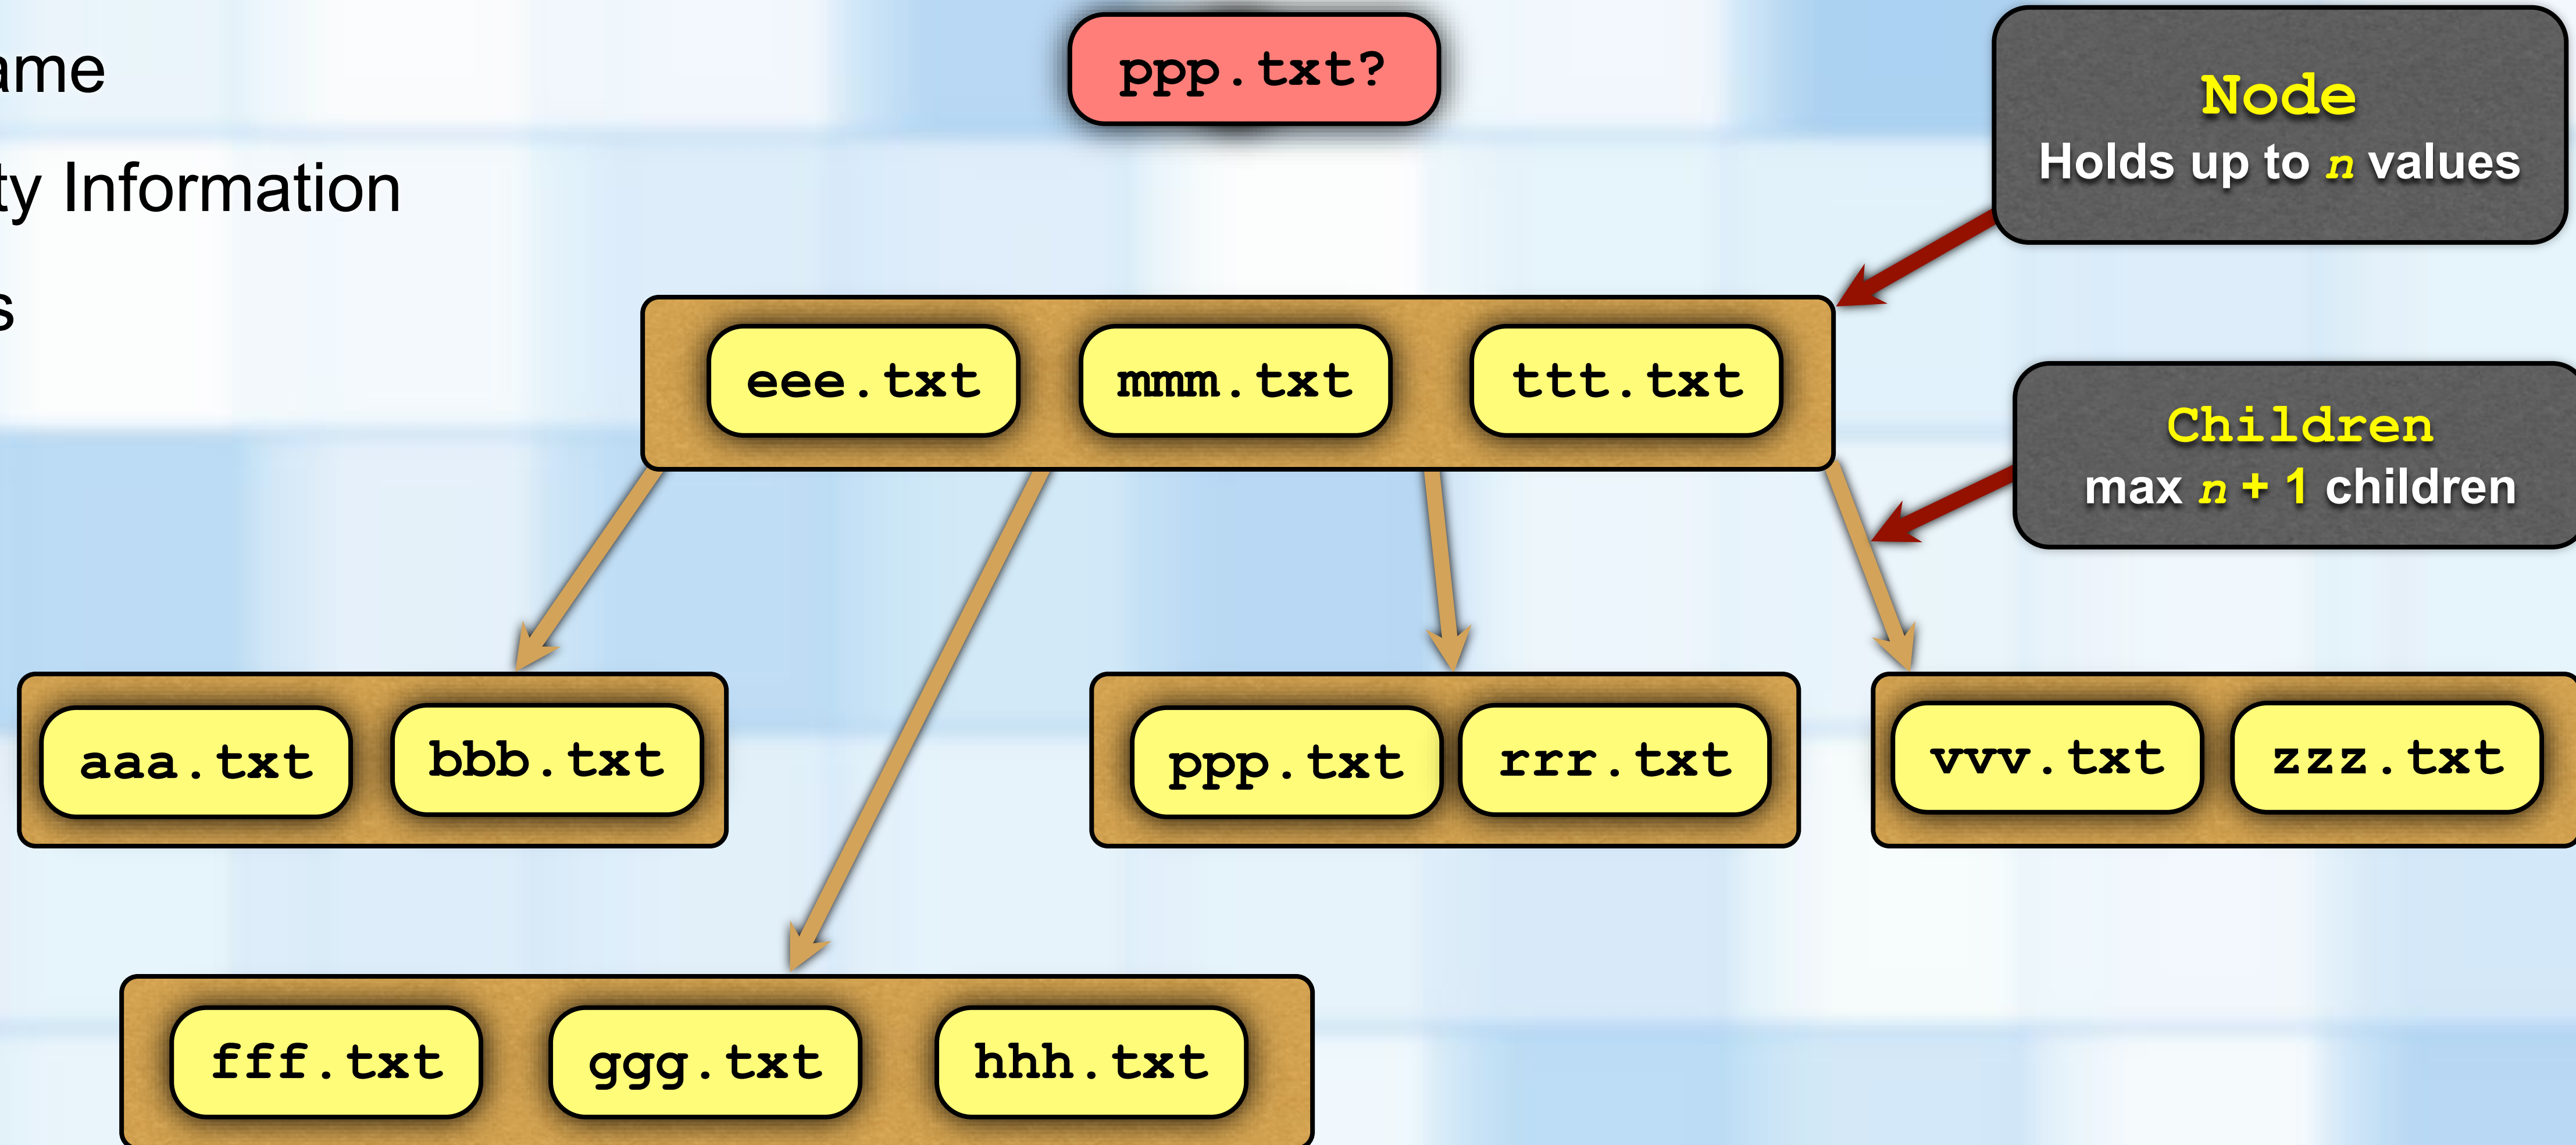 ame
ty Information
s
ppp.txt?
Node
Holds up to n values
eee.txt mmm.txt ttt.txt
Children
max n + 1 children
aaa.txt bbb.txt
ppp.txt rrr.txt
vvv.txt zzz.txt
fff.txt ggg.txt hhh.txt